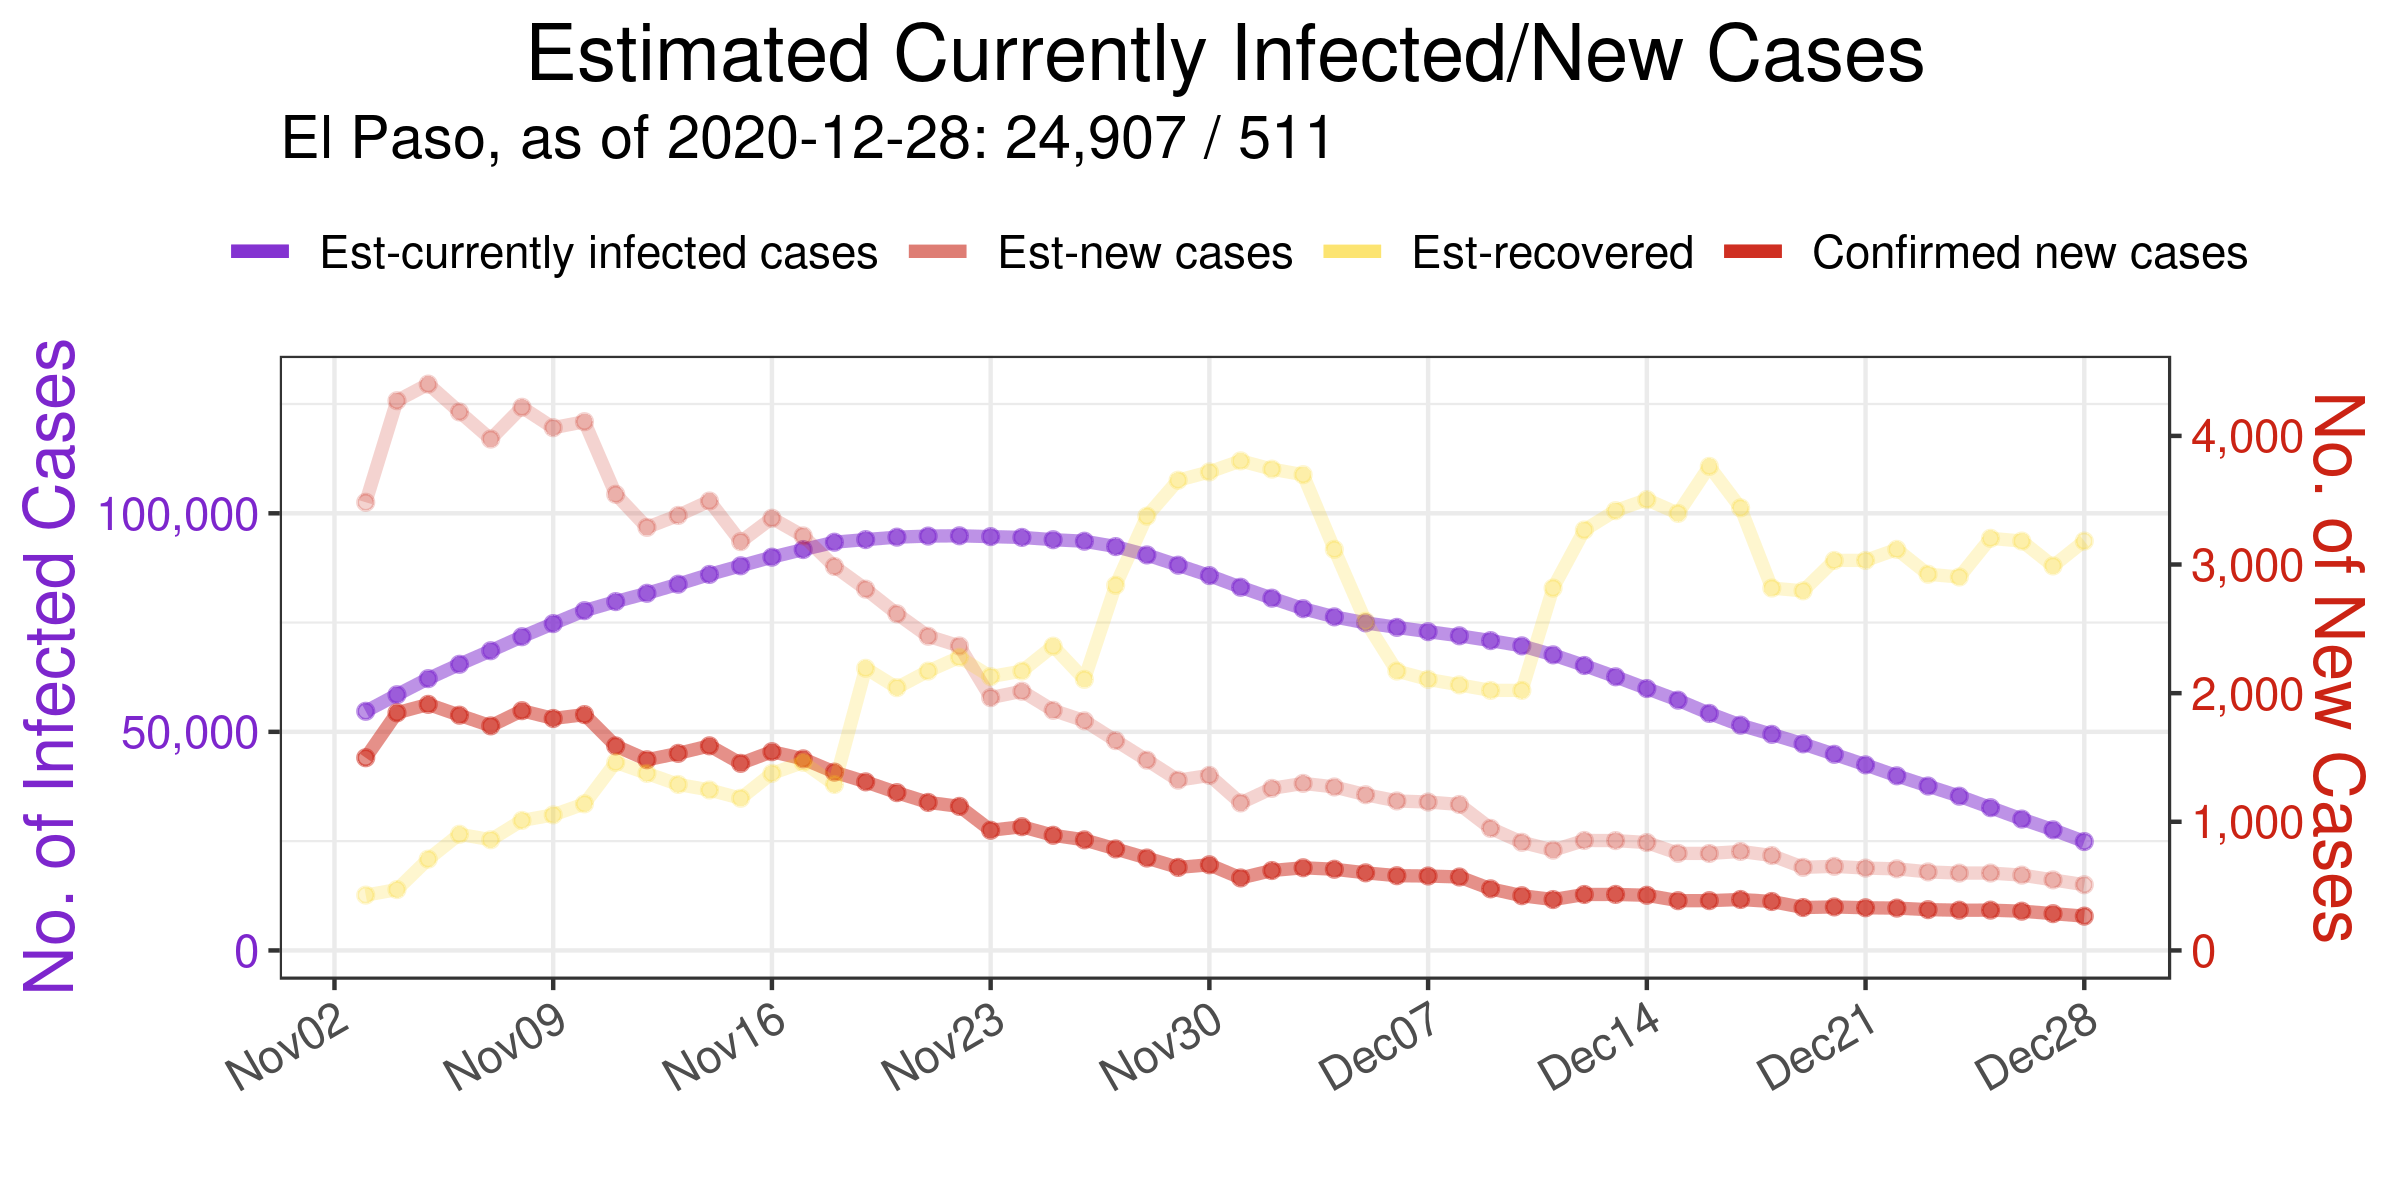 Estimated Currently Infected/New Cases
El Paso, as of 2020-12-28: 24,907 / 511
Est-currently infected cases Est-new cases Est-recovered Confirmed new cases
No. of Infected Cases
100,000
50,000
0
4,000
3,000
2,000
1,000
0
No. of New Cases
Nov02 Nov09 Nov16 Nov23 Nov30 Dec07 Dec14 Dec21 Dec28